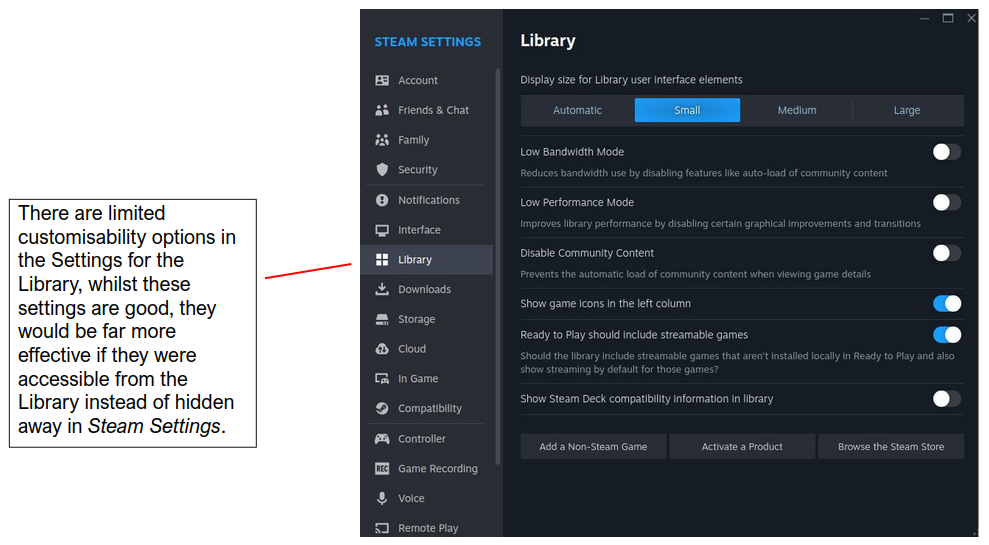 There are limited
customisability options in
the Settings for the
Library, whilst these
settings are good, they
would be far more
effective if they were
accessible from the
Library instead of hidden
away in Steam Settings.
STEAM SETTINGS
Account
Friends & Chat
Family
Security
Notifications
Interface
Library
Downloads
Storage
Cloud
In Game
Compatibility
Controller
REC Game Recording
Voice
Remote Play
Library
Display size for Library user interface elements
Automatic Small Medium Large
Low Bandwidth Mode
Reduces bandwidth use by disabling features like auto-load of community content
Low Performance Mode
Improves library performance by disabling certain graphical improvements and transitions
Disable Community Content
Prevents the automatic load of community content when viewing game details
Show game icons in the left column
Ready to Play should include streamable games
Should the library include streamable games that aren't installed locally in Ready to Play and also
show streaming by default for those games?
Show Steam Deck compatibility information in library
Add a Non-Steam Game Activate a Product Browse the Steam Store